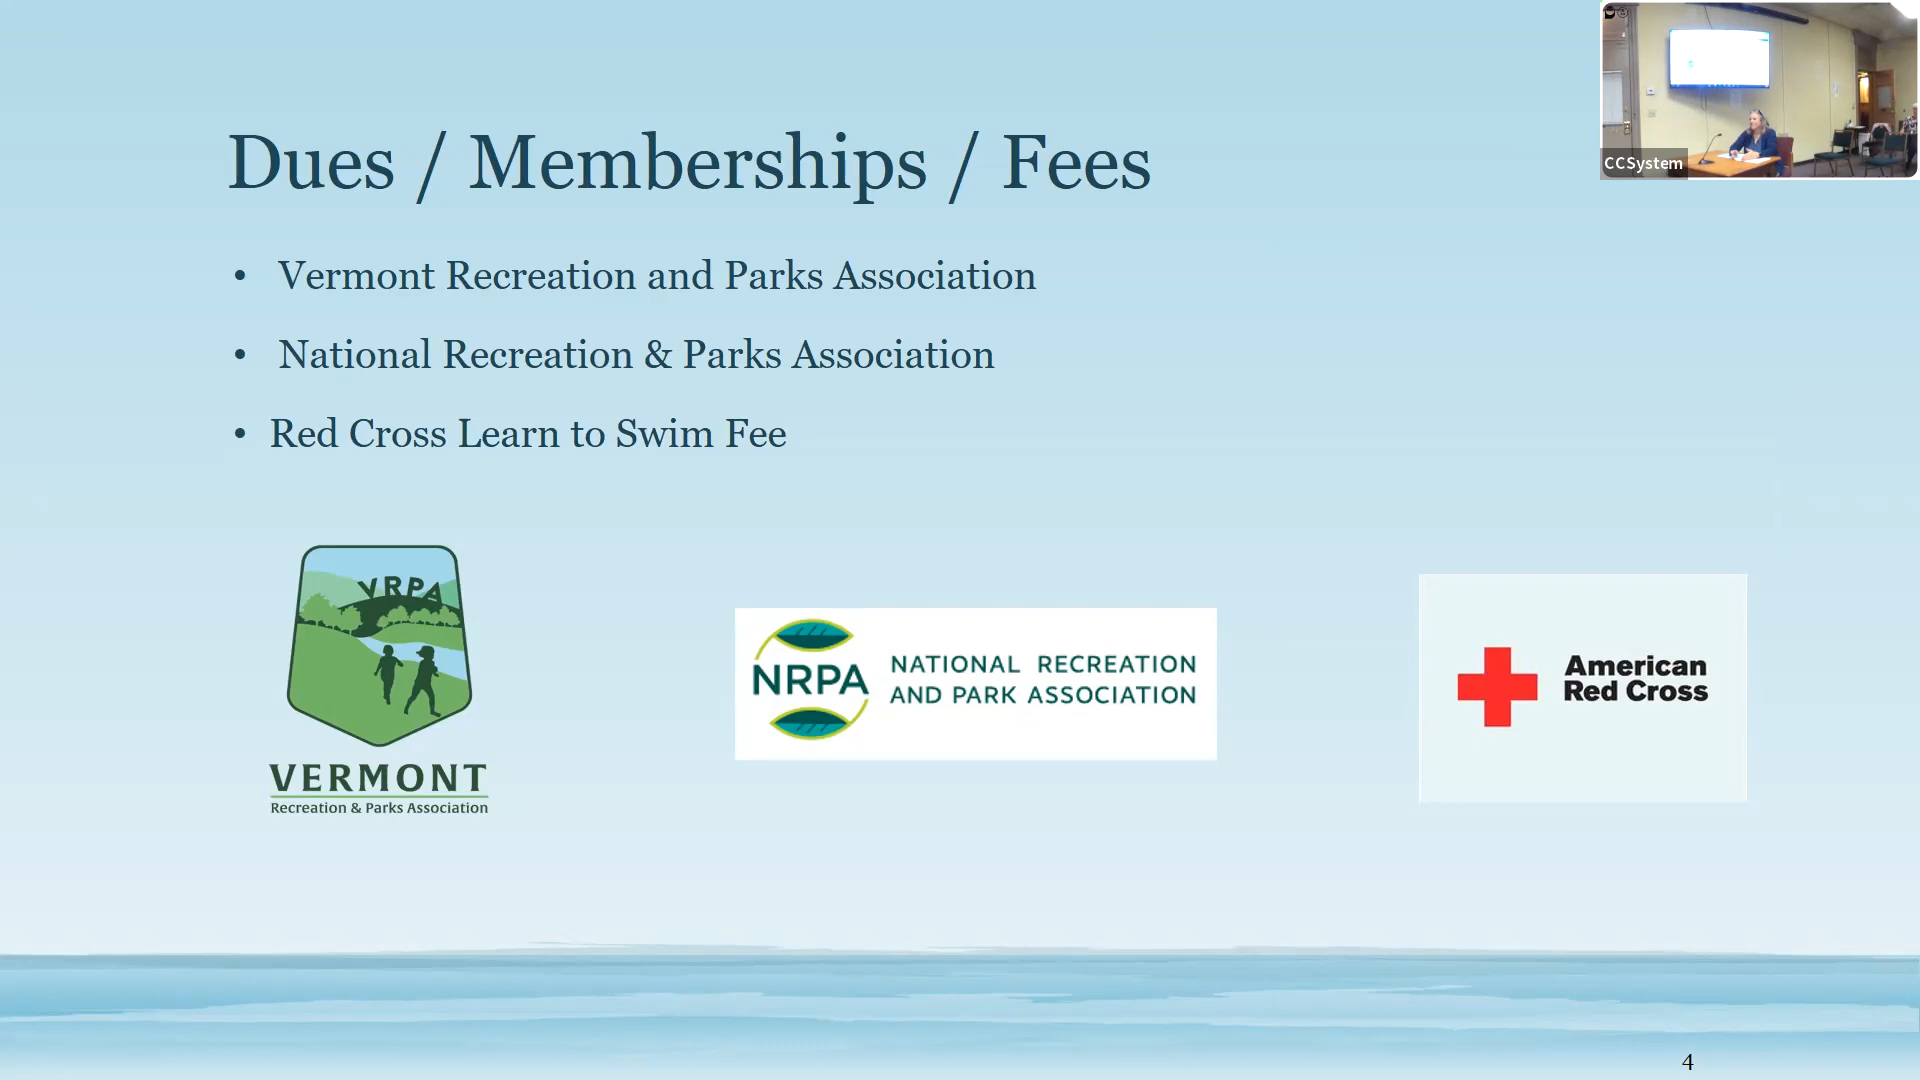 CCSystem
Dues / Memberships / Fees
• Vermont Recreation and Parks Association
• National Recreation & Parks Association
• Red Cross Learn to Swim Fee
VRPA
VERMONT
Recreation & Parks Association
NRPA
NATIONAL RECREATION
AND PARK ASSOCIATION
American
Red Cross
4